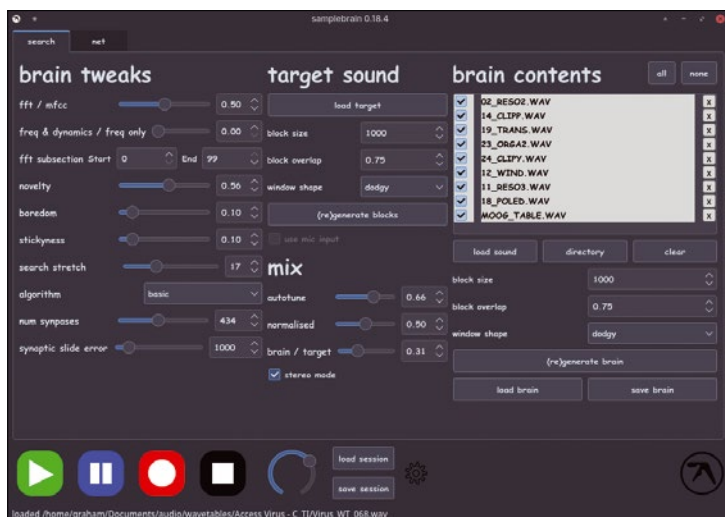 samplebrain 0.18.4
search net
brain tweaks
fft / mfcc 0.50
freq & dynamics / freq only 0.00
fft subsection Start 0 End 99
novelty 0.56
boredom 0.10
stickyness 0.10
search stretch 17
algorithm basic
num synpases 434
synaptic slide error 1000
target sound
load target
block size 1000
block overlap 0.75
window shape dodgy
(re)generate blocks
use mic input
mix
autotune 0.66
normalised 0.50
brain / target 0.31
stereo mode
brain contents all none
02_RESO2.WAV x
14_CLIPP.WAV x
19_TRANS.WAV x
23_ORGA2.WAV x
24_CLIPY.WAV x
12_WIND.WAV x
11_RESO3.WAV x
18_POLED.WAV x
MOOG_TABLE.WAV x
load sound directory clear
block size 1000
block overlap 0.75
window shape dodgy
(re)generate brain
load brain save brain
load session
save session
loaded /home/graham/Documents/audio/wavetables/Access Virus - C_TI/Virus_WT_068.wav